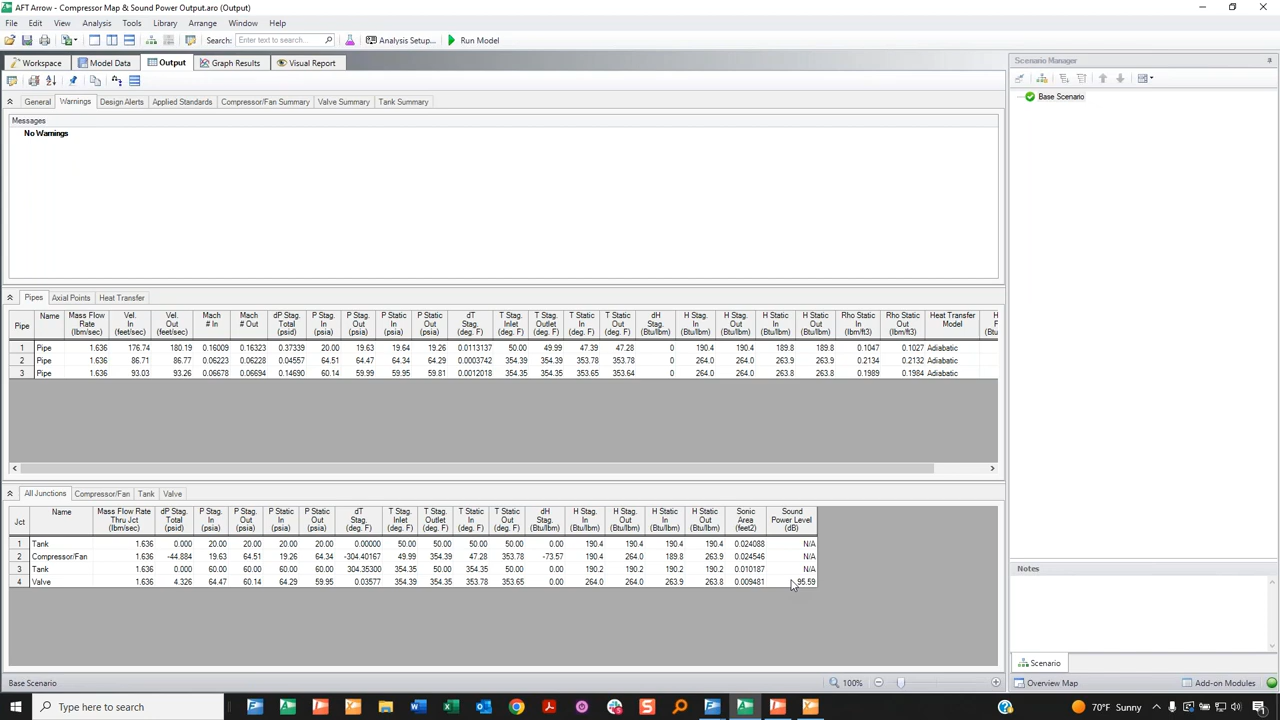 AFT Arrow - Compressor Map & Sound Power Output.aro (Output)
File Edit View Analysis Tools Library Arrange Window Help
Search: Enter text to search... Analysis Setup... Run Model
Workspace Model Data Output Graph Results Visual Report
Scenario Manager
Base Scenario
General Warnings Design Alerts Applied Standards Compressor/Fan Summary Valve Summary Tank Summary
Messages
No Warnings
Pipes Axial Points Heat Transfer
Pipe Name Mass Flow Rate (lbm/sec) Vel. In (feet/sec) Vel. Out (feet/sec) Mach # In Mach # Out dP Stag. Total (psid) P Stag. In (psia) P Stag. Out (psia) P Static In (psia) P Static Out (psia) dT Stag. (deg. F) T Stag. Inlet (deg. F) T Stag. Outlet (deg. F) T Static In (deg. F) T Static Out (deg. F) dH Stag. (Btu/lbm) H Stag. In (Btu/lbm) H Stag. Out (Btu/lbm) H Static In (Btu/lbm) H Static Out (Btu/lbm) Rho Static In (lbm/ft3) Rho Static Out (lbm/ft3) Heat Transfer Model
1 Pipe 1.636 176.74 180.19 0.16009 0.16323 0.37339 20.00 19.63 19.64 19.26 0.0113137 50.00 49.99 47.39 47.28 0 190.4 190.4 189.8 189.8 0.1047 0.1027 Adiabatic
2 Pipe 1.636 86.71 86.77 0.06223 0.06228 0.04557 64.51 64.47 64.34 64.29 0.0003742 354.39 354.39 353.78 353.78 0 264.0 264.0 263.9 263.9 0.2134 0.2132 Adiabatic
3 Pipe 1.636 93.03 93.26 0.06678 0.06694 0.14690 60.14 59.99 59.95 59.81 0.0012018 354.35 354.35 353.65 353.64 0 264.0 264.0 263.8 263.8 0.1989 0.1984 Adiabatic
All Junctions Compressor/Fan Tank Valve
Jct Name Mass Flow Rate Thru Jct (lbm/sec) dP Stag. Total (psid) P Stag. In (psia) P Stag. Out (psia) P Static In (psia) P Static Out (psia) dT Stag. (deg. F) T Stag. Inlet (deg. F) T Stag. Outlet (deg. F) T Static In (deg. F) T Static Out (deg. F) dH Stag. (Btu/lbm) H Stag. In (Btu/lbm) H Stag. Out (Btu/lbm) H Static In (Btu/lbm) H Static Out (Btu/lbm) Sonic Area (feet2) Sound Power Level (dB)
1 Tank 1.636 0.000 20.00 20.00 20.00 20.00 0.00000 50.00 50.00 50.00 50.00 0.00 190.4 190.4 190.4 190.4 0.024088 N/A
2 Compressor/Fan 1.636 -44.884 19.63 64.51 19.26 64.34 -304.40167 49.99 354.39 47.28 353.78 -73.57 190.4 264.0 189.8 263.9 0.024546 N/A
3 Tank 1.636 0.000 60.00 60.00 60.00 60.00 304.35300 354.35 50.00 354.35 50.00 0.00 190.2 190.2 190.2 190.2 0.010187 N/A
4 Valve 1.636 4.326 64.47 60.14 64.29 59.95 0.03577 354.39 354.35 353.78 353.65 0.00 264.0 264.0 263.9 263.8 0.009481 95.59
Notes
Scenario
Base Scenario 100% Overview Map Add-on Modules
Type here to search 70°F Sunny